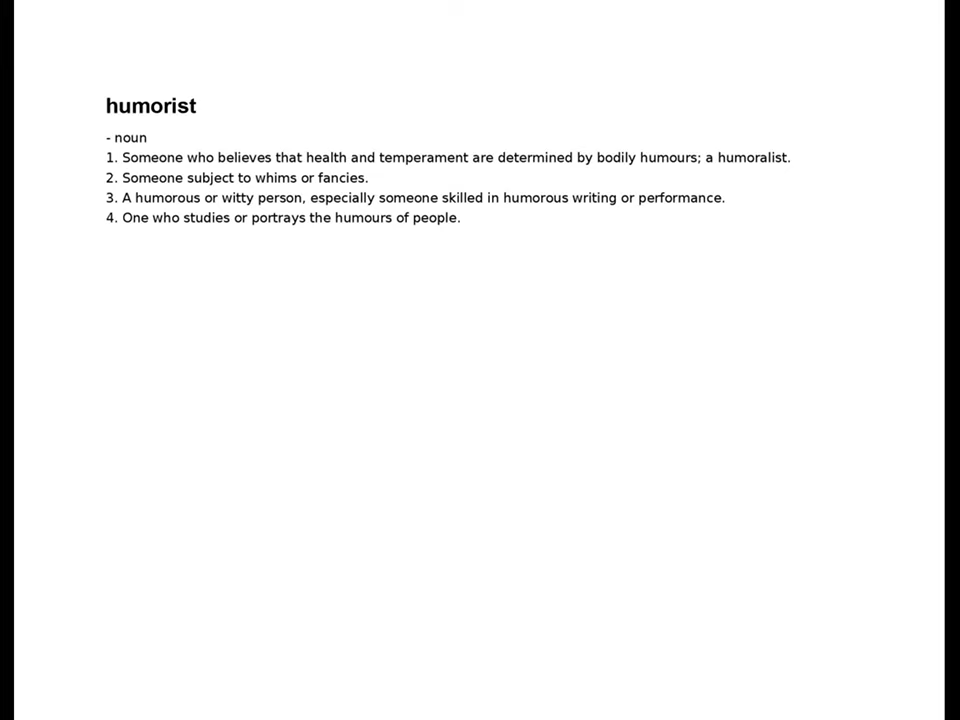 humorist
- noun
1. Someone who believes that health and temperament are determined by bodily humours; a humoralist.
2. Someone subject to whims or fancies.
3. A humorous or witty person, especially someone skilled in humorous writing or performance.
4. One who studies or portrays the humours of people.